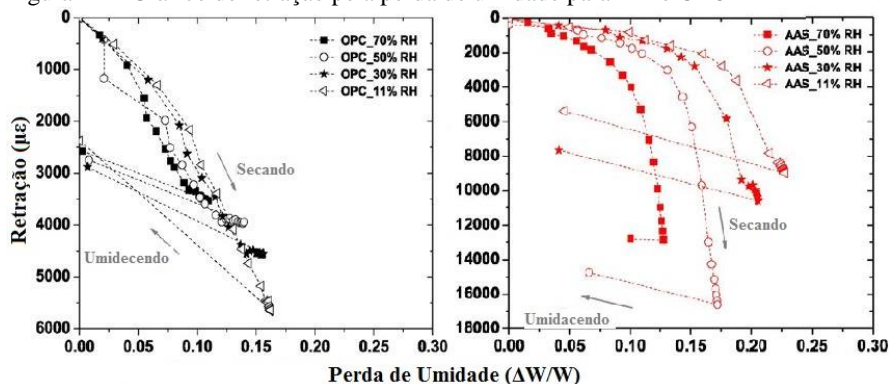 0
1000
2000
3000
4000
5000
6000
Retração (με)
OPC_70% RH
OPC_50% RH
OPC_30% RH
OPC_11% RH
Secando
Umidecendo
0.00 0.05 0.10 0.15 0.20 0.25 0.30
0
2000
4000
6000
8000
10000
12000
14000
16000
18000
AAS_70% RH
AAS_50% RH
AAS_30% RH
AAS_11% RH
Secando
Umidacendo
0.00 0.05 0.10 0.15 0.20 0.25 0.30
Perda de Umidade (ΔW/W)